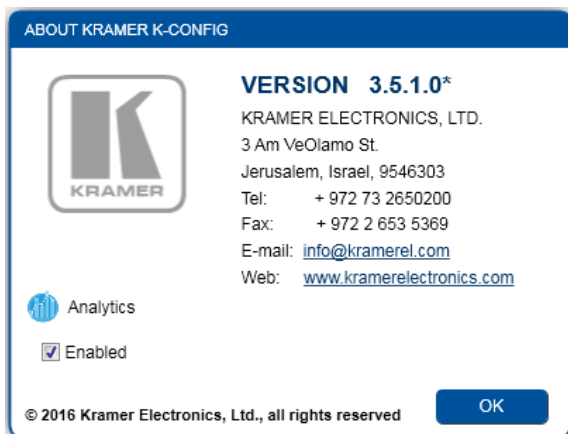 ABOUT KRAMER K-CONFIG
VERSION 3.5.1.0*
KRAMER ELECTRONICS, LTD.
3 Am VeOlamo St.
Jerusalem, Israel, 9546303
Tel: + 972 73 2650200
Fax: + 972 2 653 5369
E-mail: info@kramerel.com
Web: www.kramerelectronics.com
KRAMER
Analytics
Enabled
© 2016 Kramer Electronics, Ltd., all rights reserved
OK